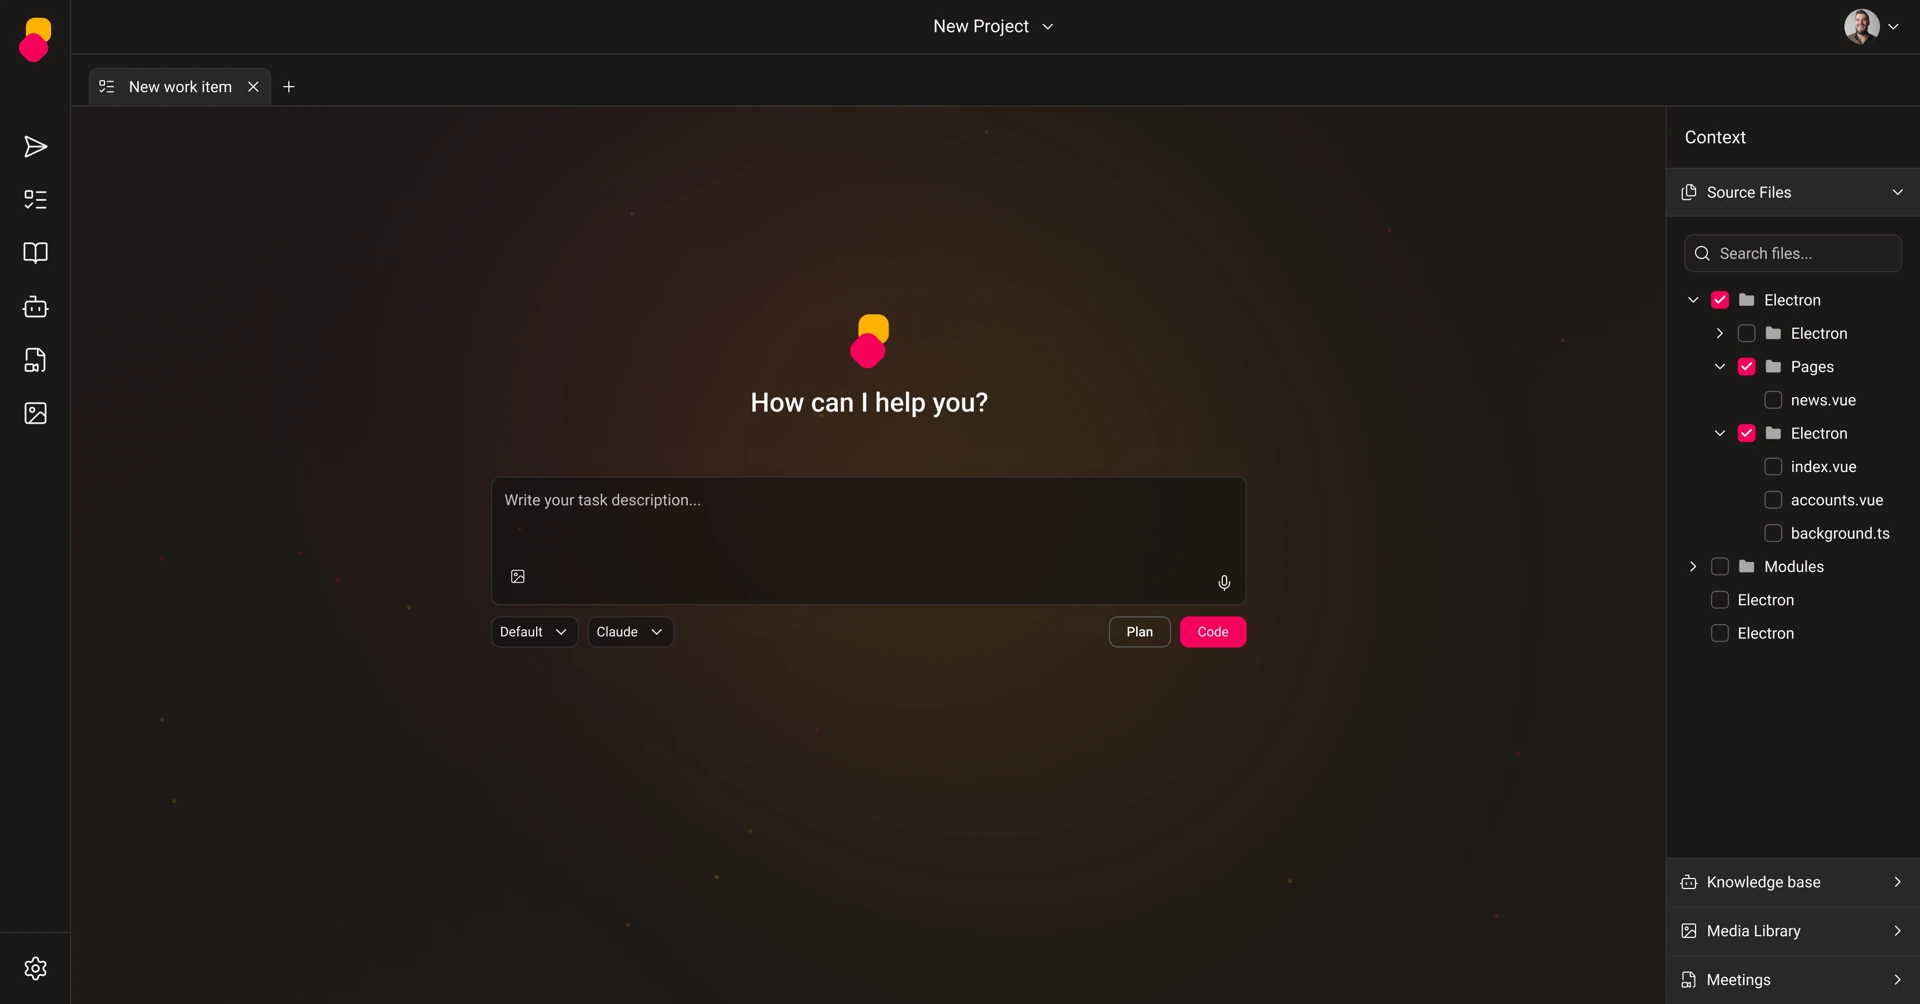 New Project
New work item
Context
Source Files
Search files...
Electron
Electron
Pages
news.vue
Electron
index.vue
accounts.vue
background.ts
Modules
Electron
Electron
How can I help you?
Write your task description...
Default
Claude
Plan
Code
Knowledge base
Media Library
Meetings